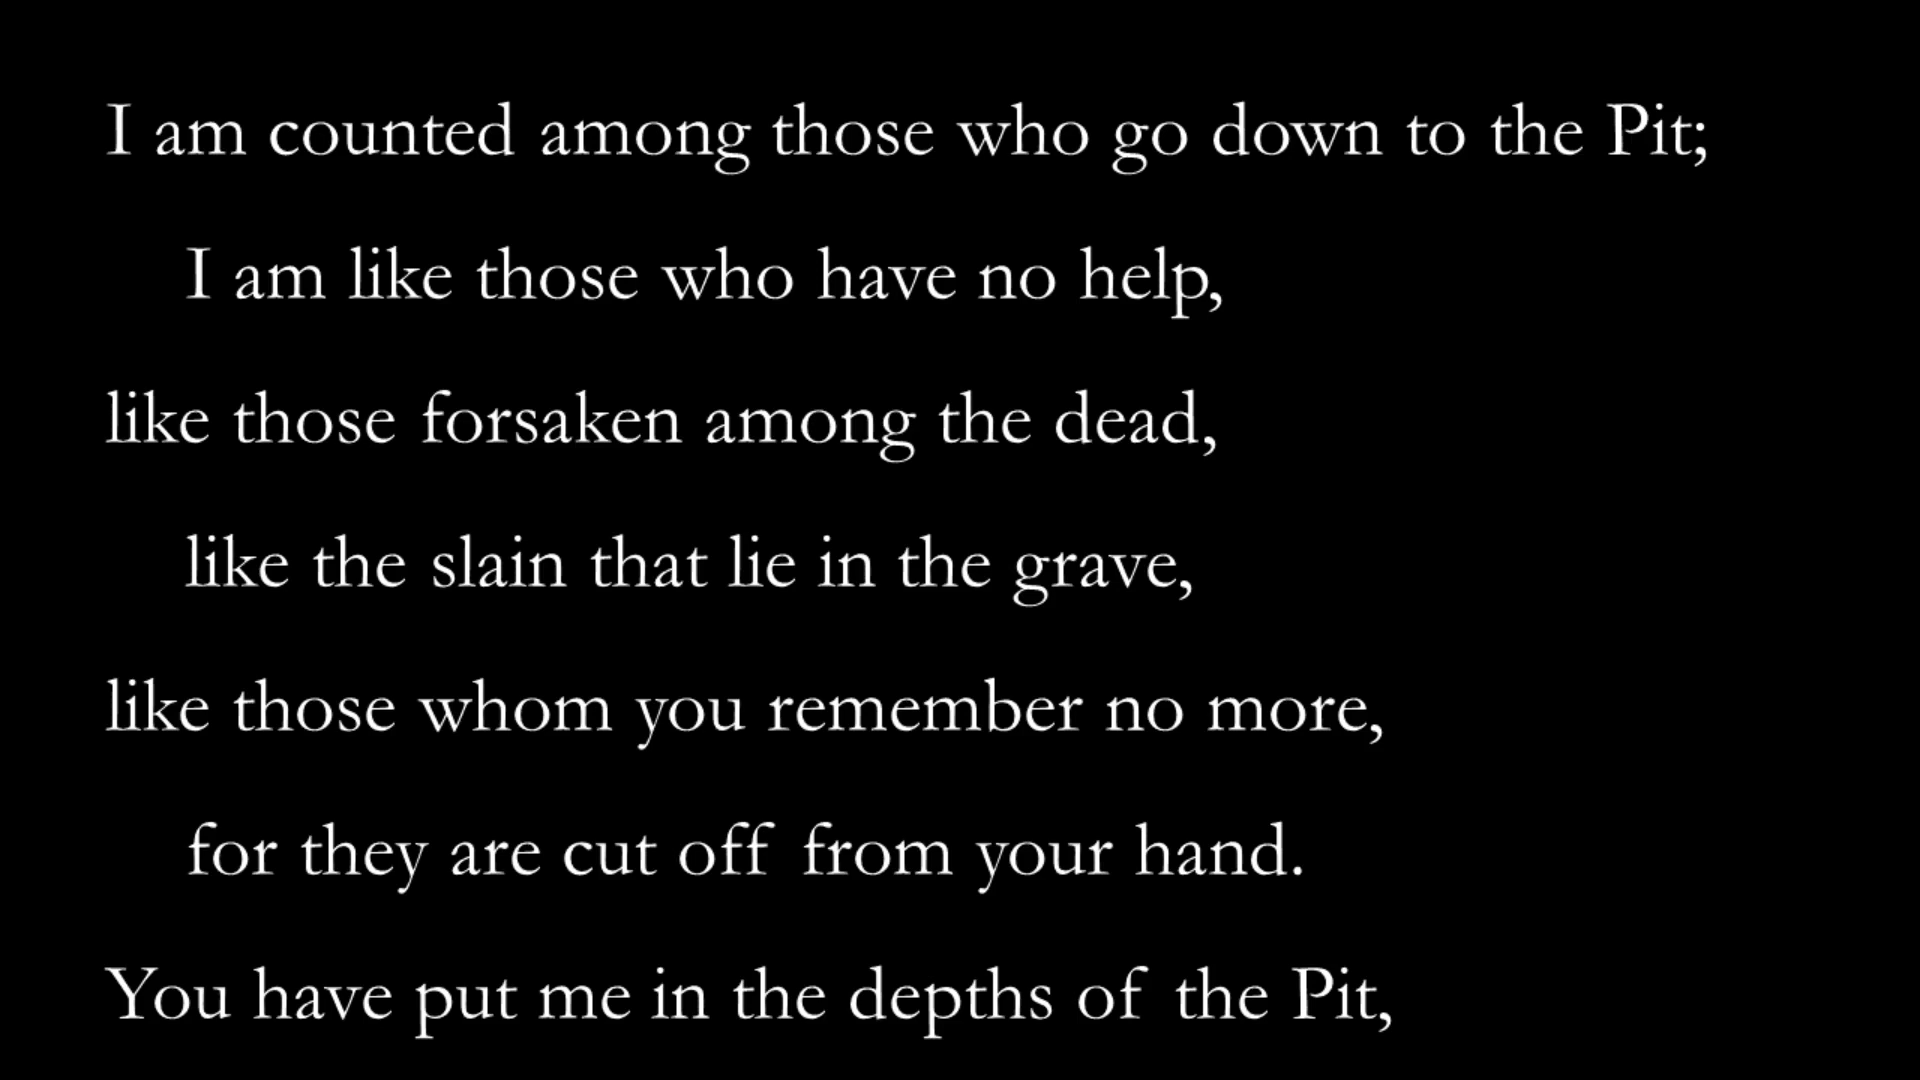 I am counted among those who go down to the Pit;
I am like those who have no help,
like those forsaken among the dead,
like the slain that lie in the grave,
like those whom you remember no more,
for they are cut off from your hand.
You have put me in the depths of the Pit,